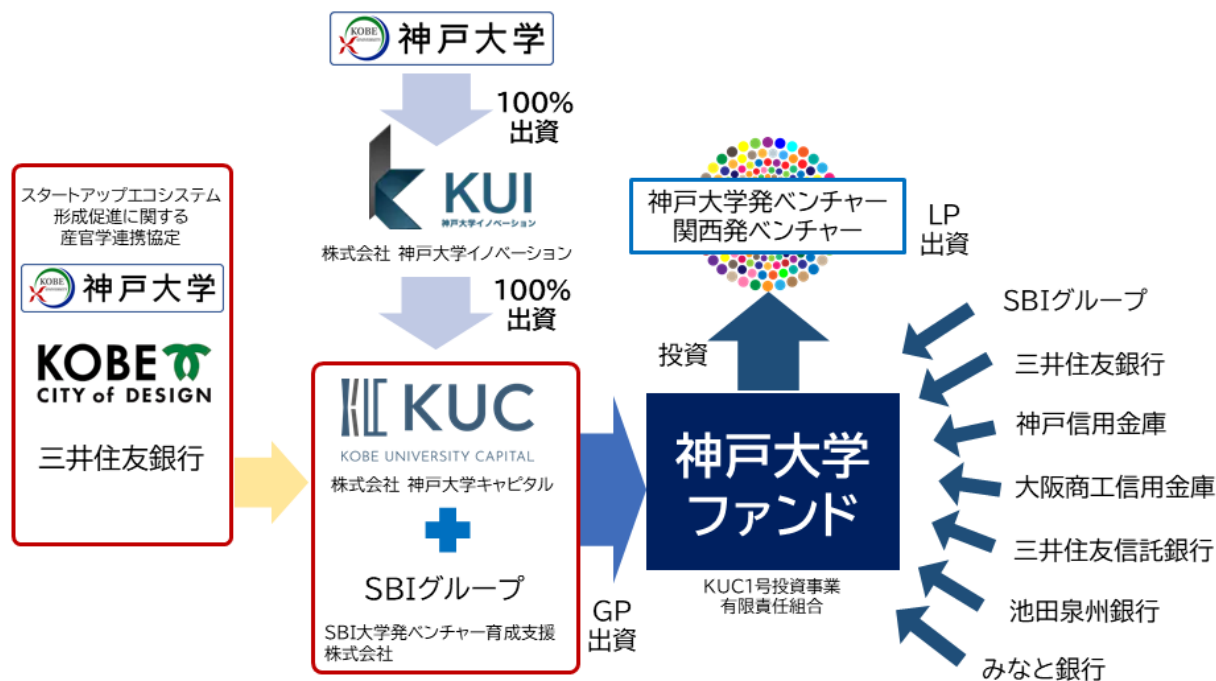 KOBE
UNIVERSITY
神戸大学
100%
出資
KUI
神戸大学イノベーション
株式会社 神戸大学イノベーション
100%
出資
スタートアップエコシステム
形成促進に関する
産官学連携協定
KOBE
UNIVERSITY
神戸大学
KOBE
CITY of DESIGN
三井住友銀行
KUC
KUC
KOBE UNIVERSITY CAPITAL
株式会社 神戸大学キャピタル
SBIグループ
SBI大学発ベンチャー育成支援
株式会社
GP
出資
神戸大学発ベンチャー
関西発ベンチャー
投資
神戸大学
ファンド
KUC1号投資事業
有限責任組合
LP
出資
SBIグループ
三井住友銀行
神戸信用金庫
大阪商工信用金庫
三井住友信託銀行
池田泉州銀行
みなと銀行